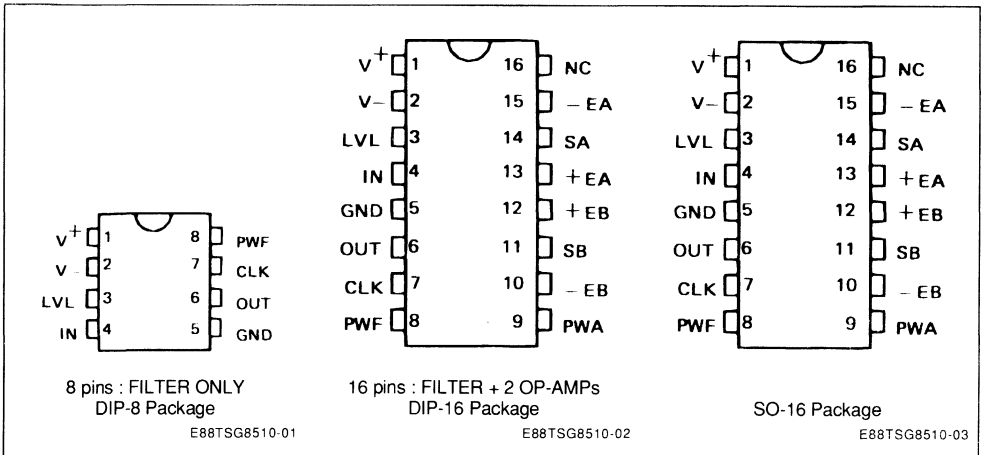 V+ 1 8 PWF
V- 2 7 CLK
LVL 3 6 OUT
IN 4 5 GND
8 pins : FILTER ONLY
DIP-8 Package
E88TSG8510-01
V+ 1 16 NC
V- 2 15 - EA
LVL 3 14 SA
IN 4 13 + EA
GND 5 12 + EB
OUT 6 11 SB
CLK 7 10 - EB
PWF 8 9 PWA
16 pins : FILTER + 2 OP-AMPs
DIP-16 Package
E88TSG8510-02
V+ 1 16 NC
V- 2 15 - EA
LVL 3 14 SA
IN 4 13 + EA
GND 5 12 + EB
OUT 6 11 SB
CLK 7 10 - EB
PWF 8 9 PWA
SO-16 Package
E88TSG8510-03